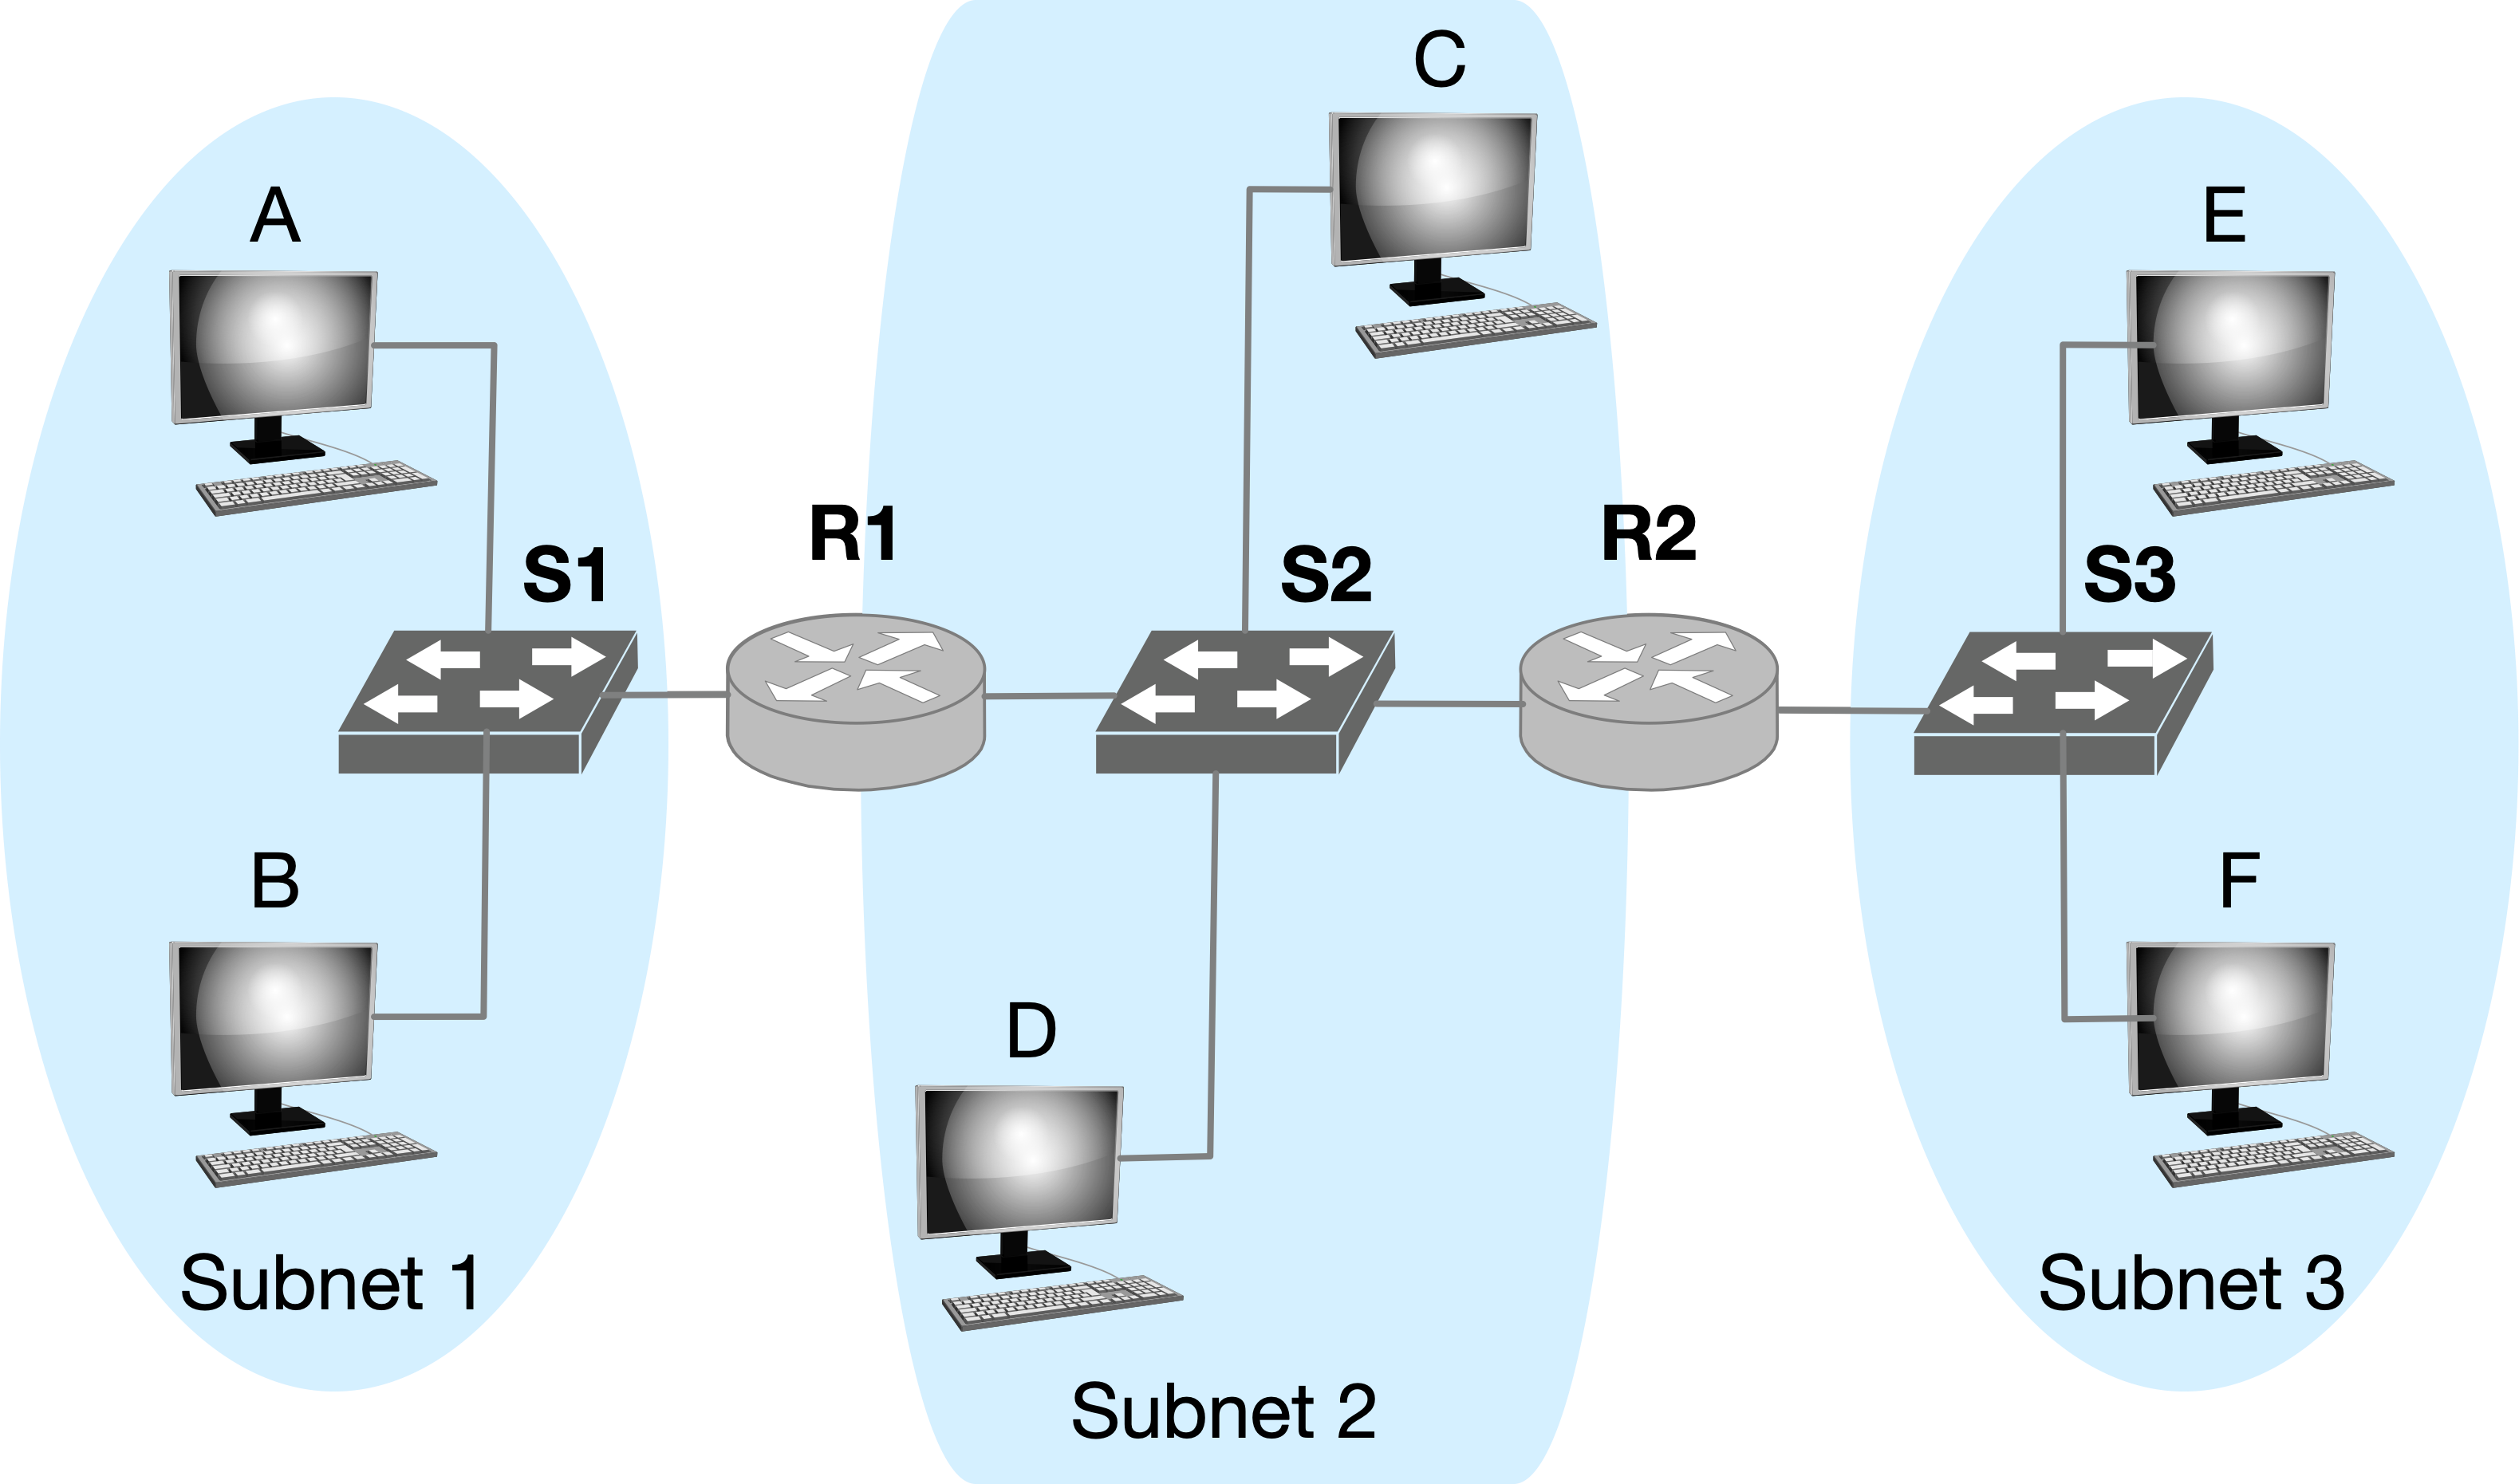 C
A
E
R1
R2
S1
S2
S3
B
F
D
Subnet 1
Subnet 3
Subnet 2